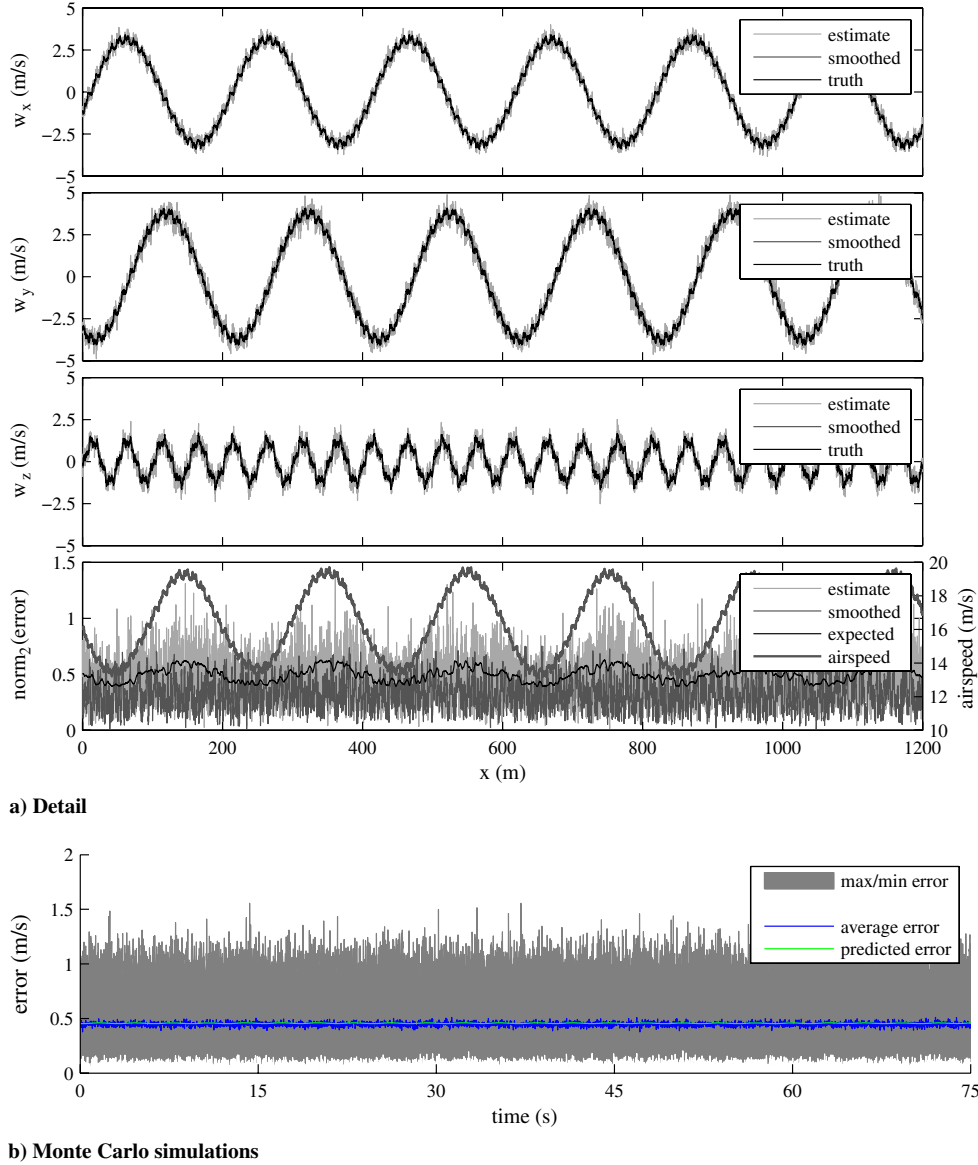 5
2.5
0
−2.5
−5
w_x (m/s)
estimate
smoothed
truth
5
2.5
0
−2.5
−5
w_y (m/s)
estimate
smoothed
truth
5
2.5
0
−2.5
−5
w_z (m/s)
estimate
smoothed
truth
1.5
1
0.5
0
norm_2(error)
estimate
smoothed
expected
airspeed
20
18
16
14
12
10
airspeed (m/s)
0 200 400 600 800 1000 1200
x (m)
a) Detail
2
1.5
1
0.5
0
error (m/s)
max/min error
average error
predicted error
0 15 30 45 60 75
time (s)
b) Monte Carlo simulations